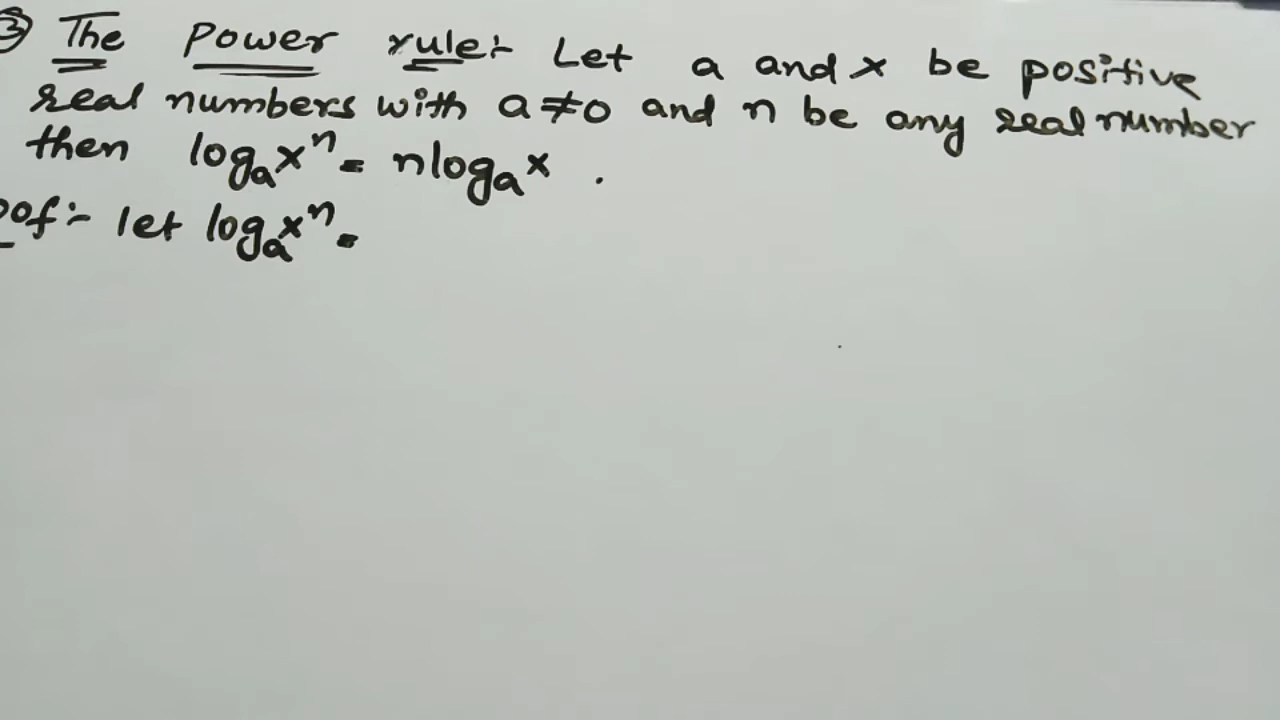 ③ The Power rule:- Let a and x be positive
real numbers with a≠0 and n be any real number
then logₐxⁿ = nlogₐx .
oof:- let logₐxⁿ =